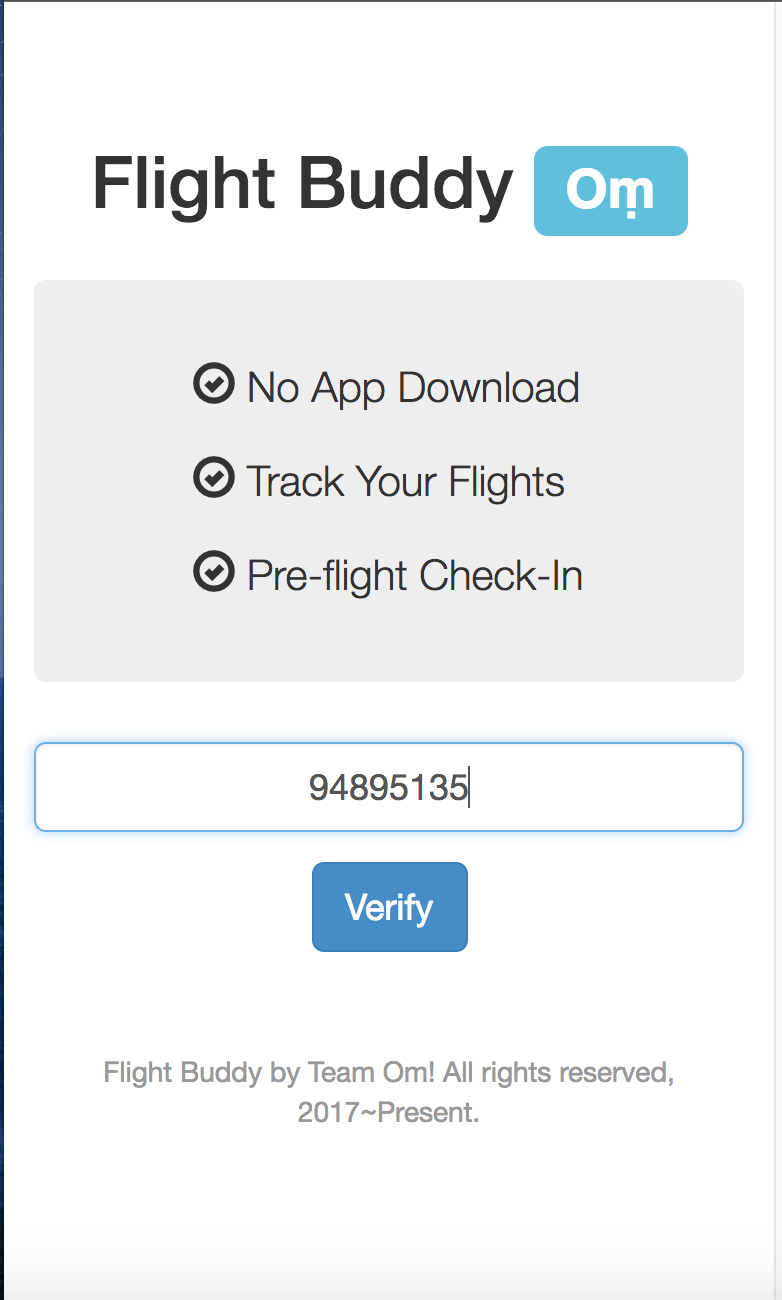 Flight Buddy Oṃ
No App Download
Track Your Flights
Pre-flight Check-In
94895135
Verify
Flight Buddy by Team Om! All rights reserved,
2017~Present.